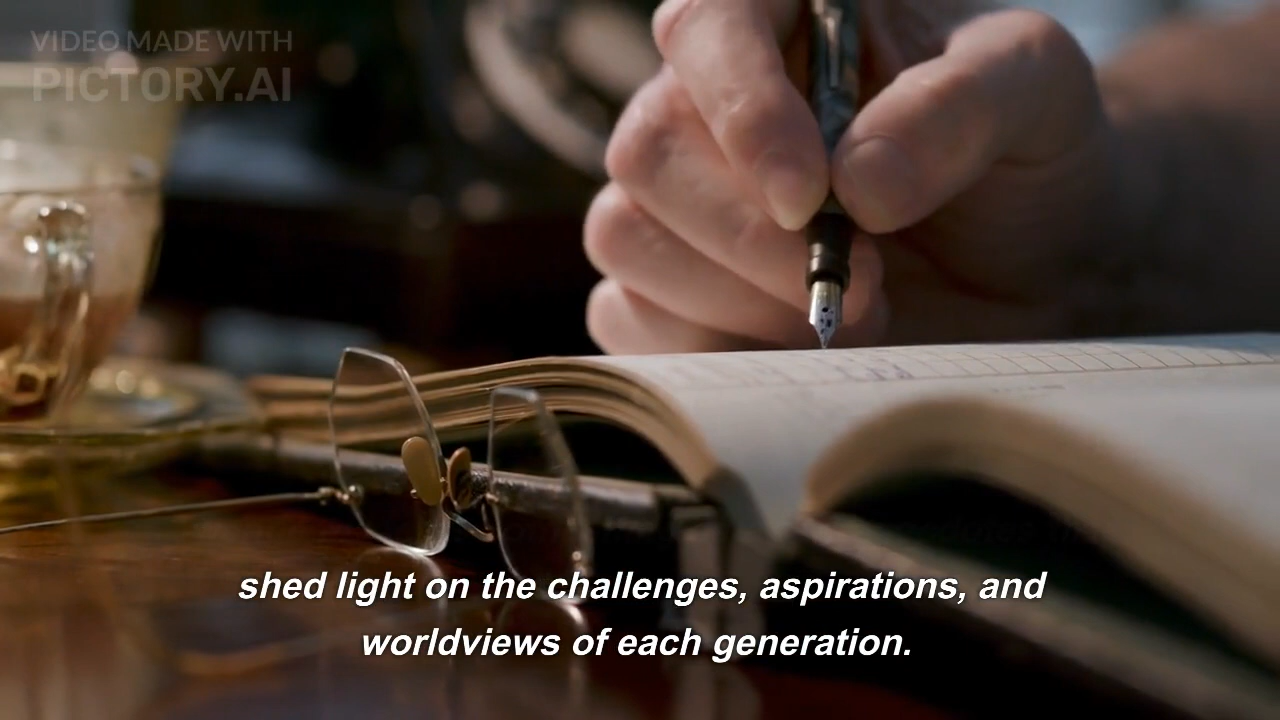 VIDEO MADE WITH
PICTORY.AI
shed light on the challenges, aspirations, and
worldviews of each generation.